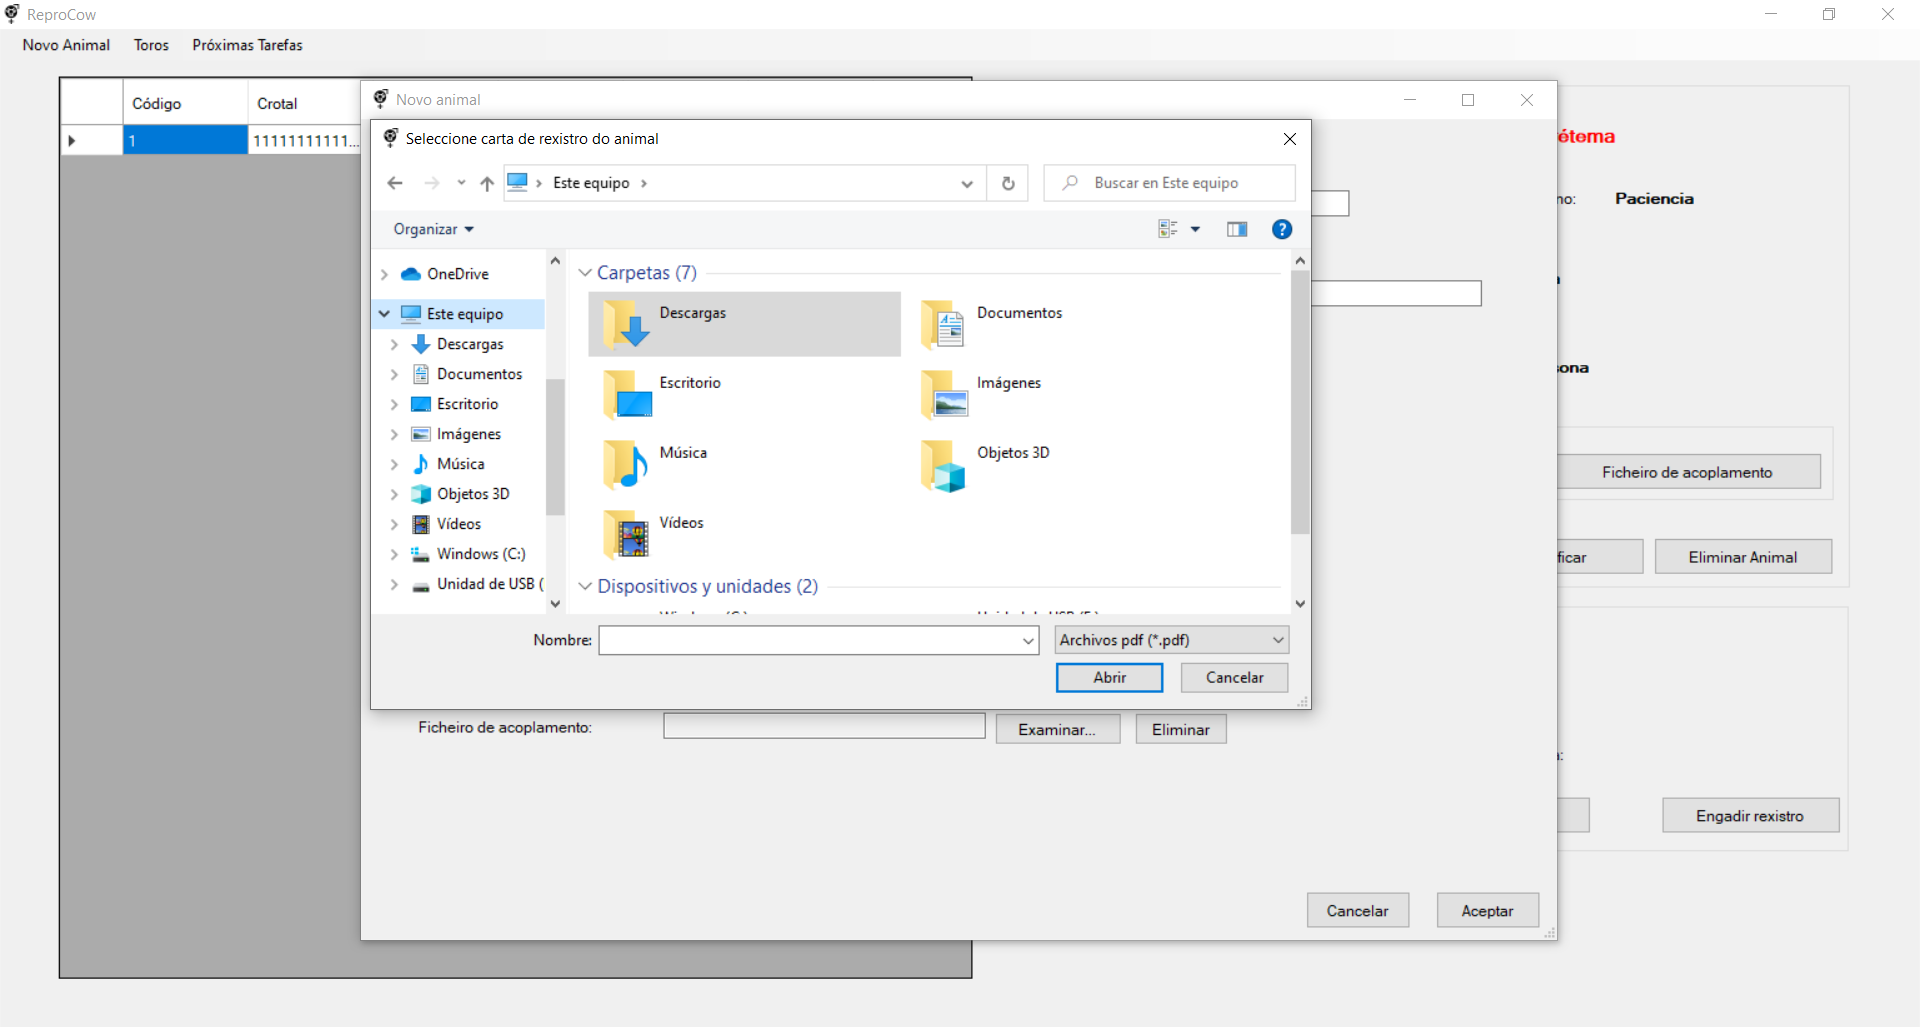 ReproCow
Novo Animal Toros Próximas Tarefas
Código Crotal
1 11111111111...
Novo animal
Seleccione carta de rexistro do animal
Este equipo
Buscar en Este equipo
Organizar
OneDrive
Este equipo
Descargas
Documentos
Escritorio
Imágenes
Música
Objetos 3D
Vídeos
Windows (C:)
Unidad de USB (
Carpetas (7)
Descargas
Documentos
Escritorio
Imágenes
Música
Objetos 3D
Vídeos
Dispositivos y unidades (2)
Nombre:
Archivos pdf (*.pdf)
Abrir Cancelar
Ficheiro de acoplamento: Examinar... Eliminar
Cancelar Aceptar
Paciencia
Ficheiro de acoplamento
ficar Eliminar Animal
Engadir rexistro